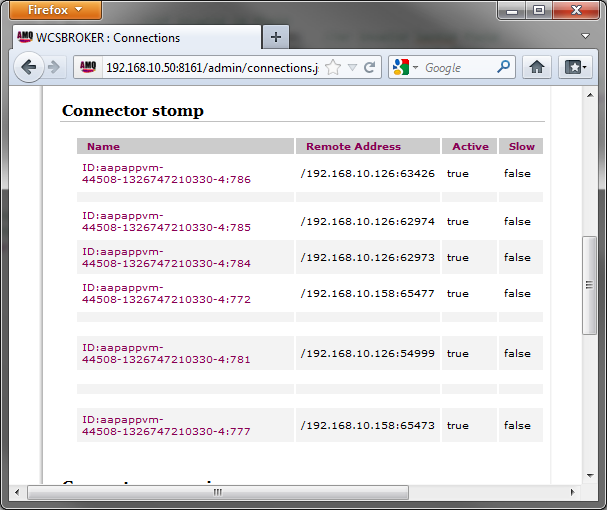 Firefox
AMQ WCSBROKER : Connections
AMQ 192.168.10.50:8161/admin/connections.j Google
Connector stomp
Name Remote Address Active Slow
ID:aapappvm-
44508-1326747210330-4:786 /192.168.10.126:63426 true false
ID:aapappvm-
44508-1326747210330-4:785 /192.168.10.126:62974 true false
ID:aapappvm-
44508-1326747210330-4:784 /192.168.10.126:62973 true false
ID:aapappvm-
44508-1326747210330-4:772 /192.168.10.158:65477 true false
ID:aapappvm-
44508-1326747210330-4:781 /192.168.10.126:54999 true false
ID:aapappvm-
44508-1326747210330-4:777 /192.168.10.158:65473 true false